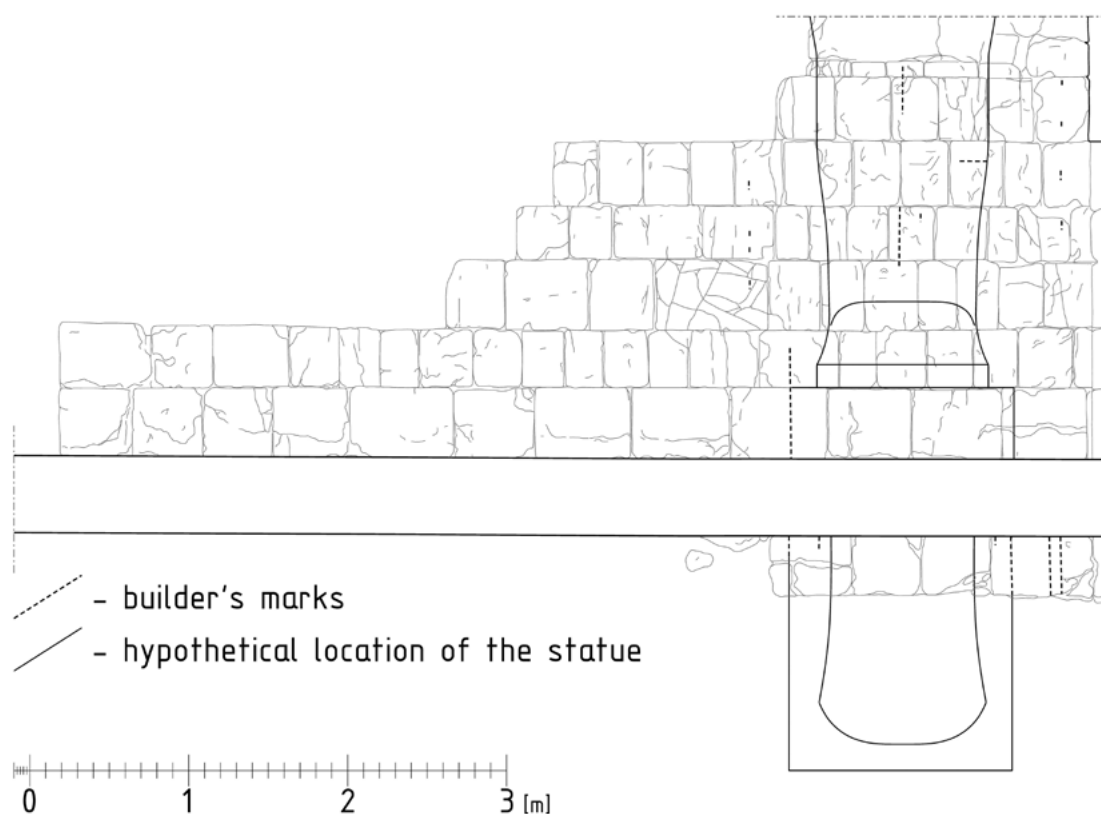 – builder's marks
– hypothetical location of the statue
0 1 2 3 [m]